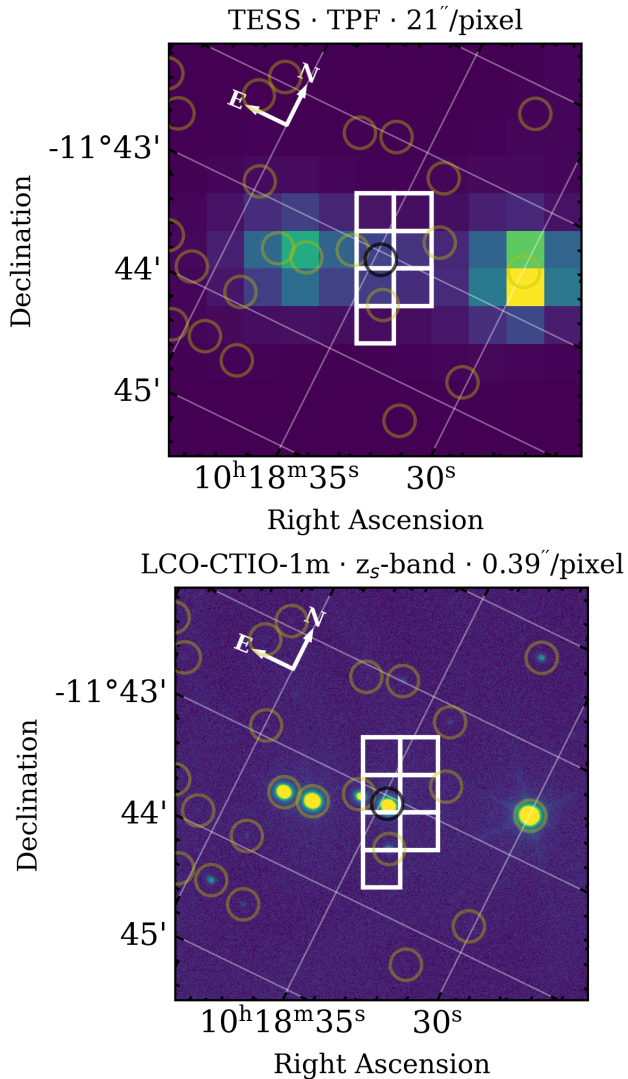 TESS · TPF · 21″/pixel
N
E
-11°43'
44'
45'
Declination
10ʰ18ᵐ35ˢ 30ˢ
Right Ascension
LCO-CTIO-1m · zₛ-band · 0.39″/pixel
N
E
-11°43'
44'
45'
Declination
10ʰ18ᵐ35ˢ 30ˢ
Right Ascension